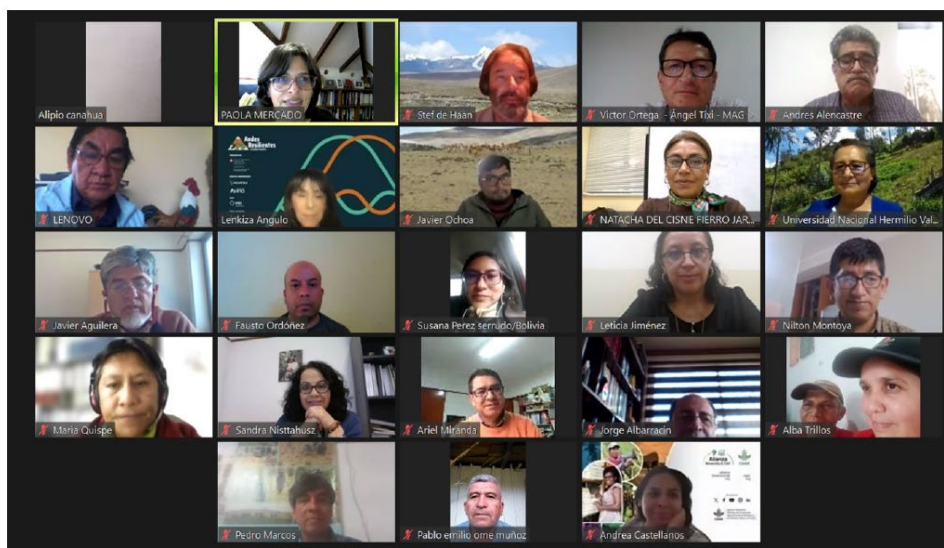 Alipio canahua
PAOLA MERCADO
Stef de Haan
Victor Ortega - Ángel Tixi - MAG
Andres Alencastre
LENOVO
Andes
Resilientes
Lenkiza Angulo
Javier Ochoa
NATACHA DEL CISNE FIERRO JAR...
Universidad Nacional Hermilio Val...
Javier Aguilera
Fausto Ordóñez
Susana Perez serrudo/Bolivia
Leticia Jiménez
Nilton Montoya
Maria Quispe
Sandra Nisttahusz
Ariel Miranda
Jorge Albarracin
Alba Trillos
Pedro Marcos
Pablo emilio ome muñoz
Alianza
Andrea Castellanos